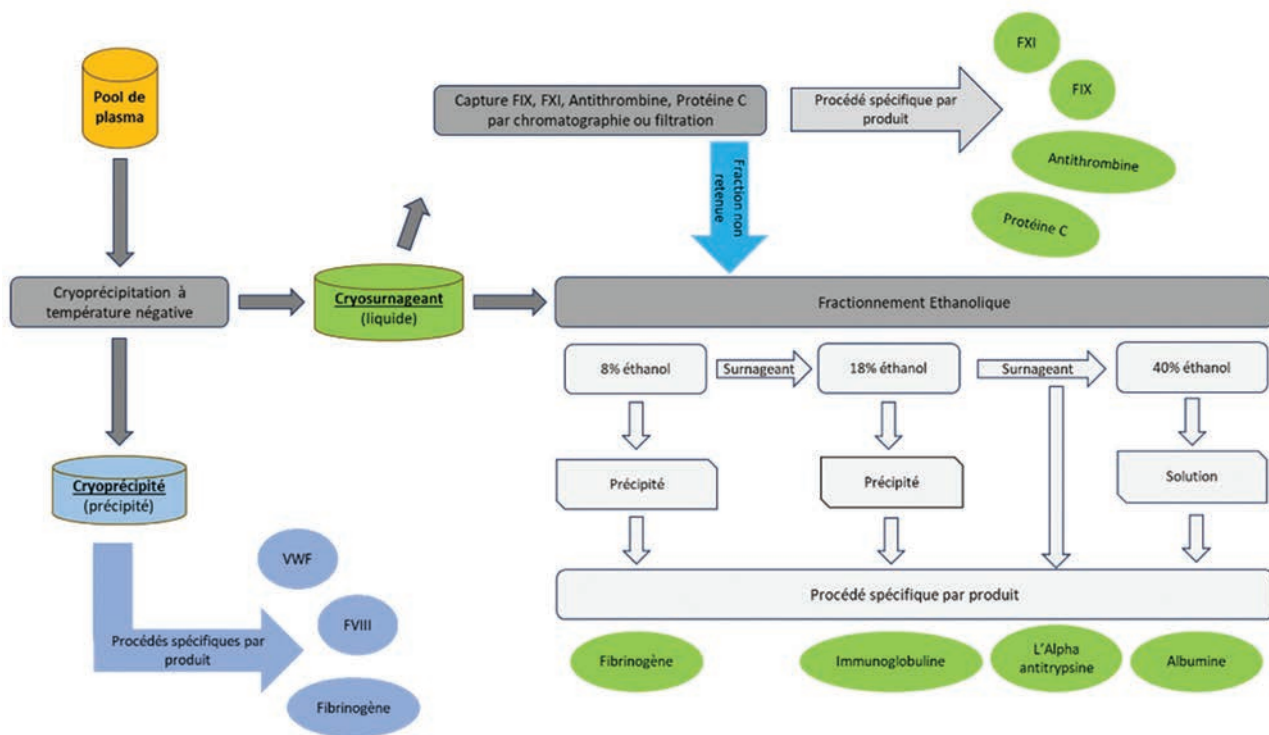 Pool de
plasma
Capture FIX, FXI, Antithrombine, Protéine C
par chromatographie ou filtration
Procédé spécifique par
produit
FXI
FIX
Antithrombine
Protéine C
Fraction non
retenue
Cryoprécipitation à
température négative
Cryosurnageant
(liquide)
Fractionnement Ethanolique
8% éthanol
Surnageant
18% éthanol
Surnageant
40% éthanol
Précipité
Précipité
Solution
Cryoprécipité
(précipité)
Procédé spécifique par produit
VWF
FVIII
Procédés spécifiques par
produit
Fibrinogène
Fibrinogène
Immunoglobuline
L'Alpha
antitrypsine
Albumine